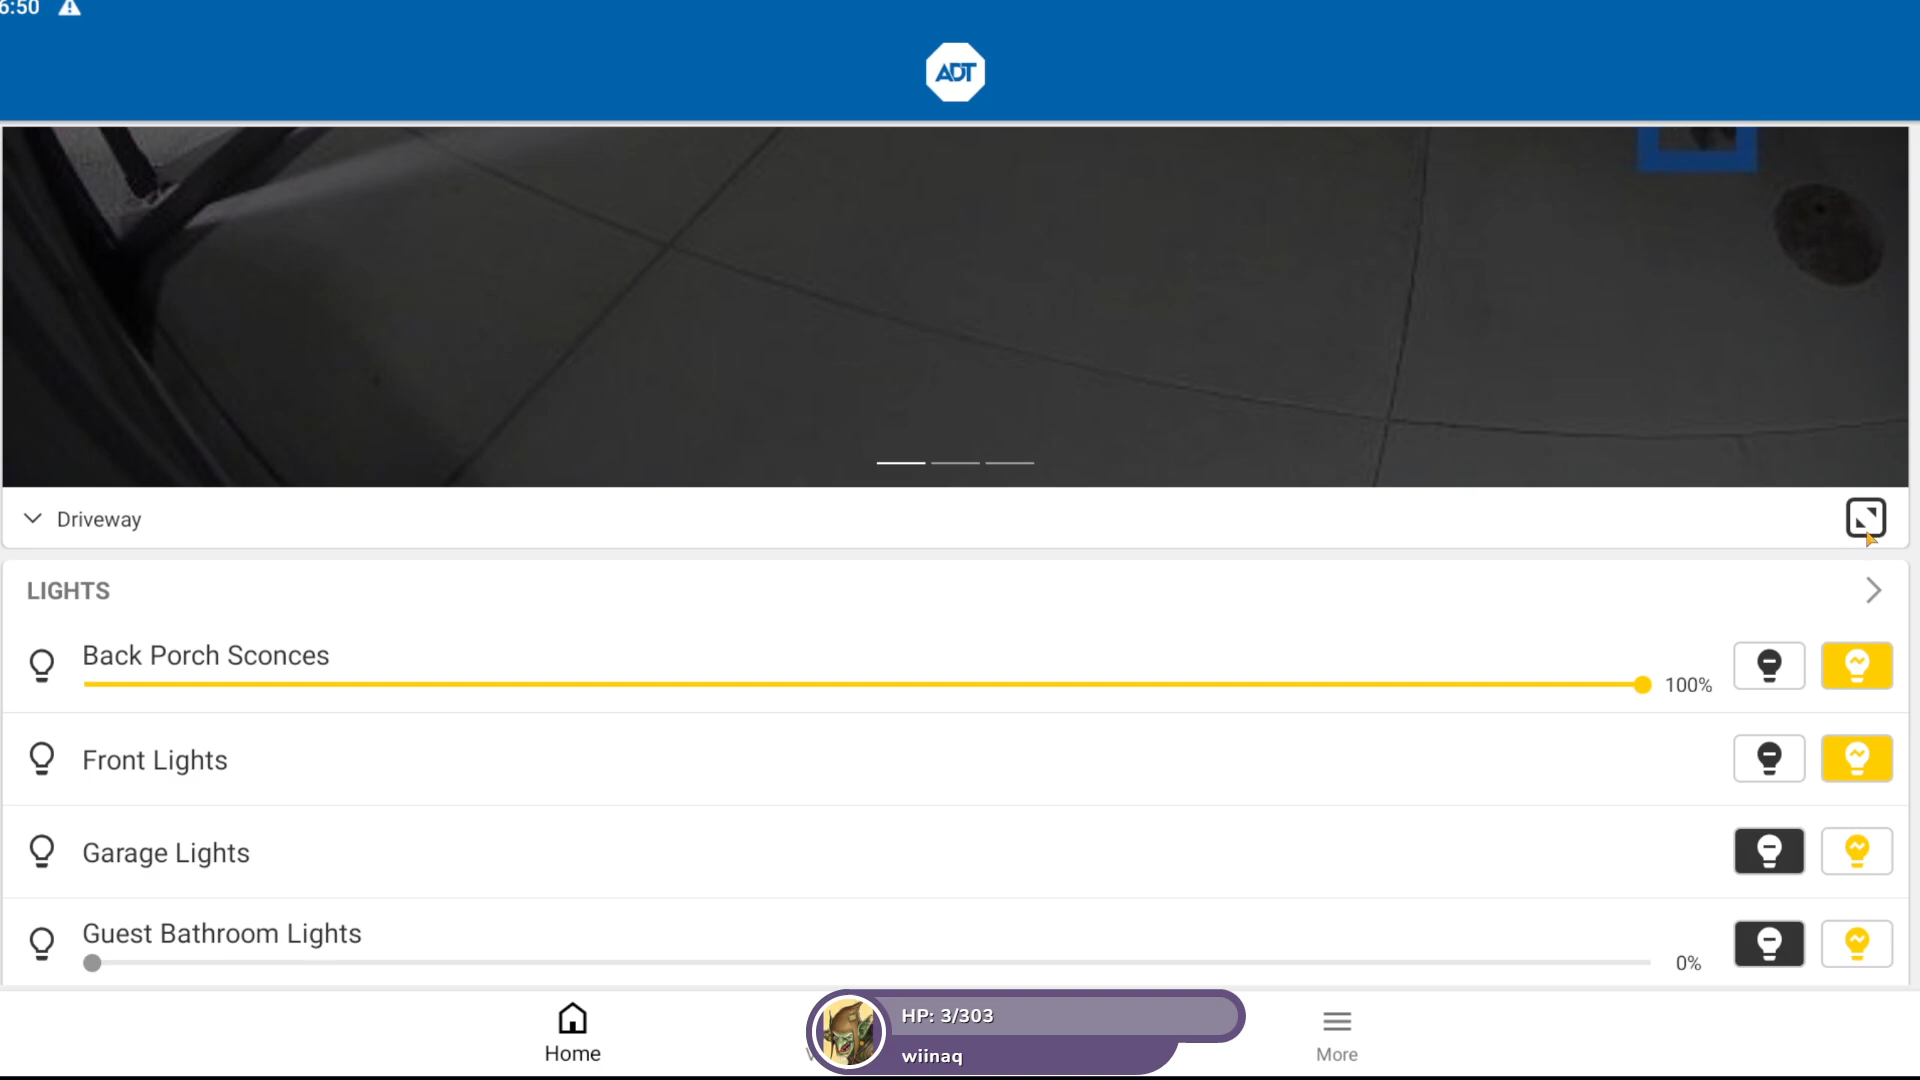 6:50
ADT
Driveway
LIGHTS
Back Porch Sconces
100%
Front Lights
Garage Lights
Guest Bathroom Lights
0%
Home
HP: 3/303
wiinaq
More